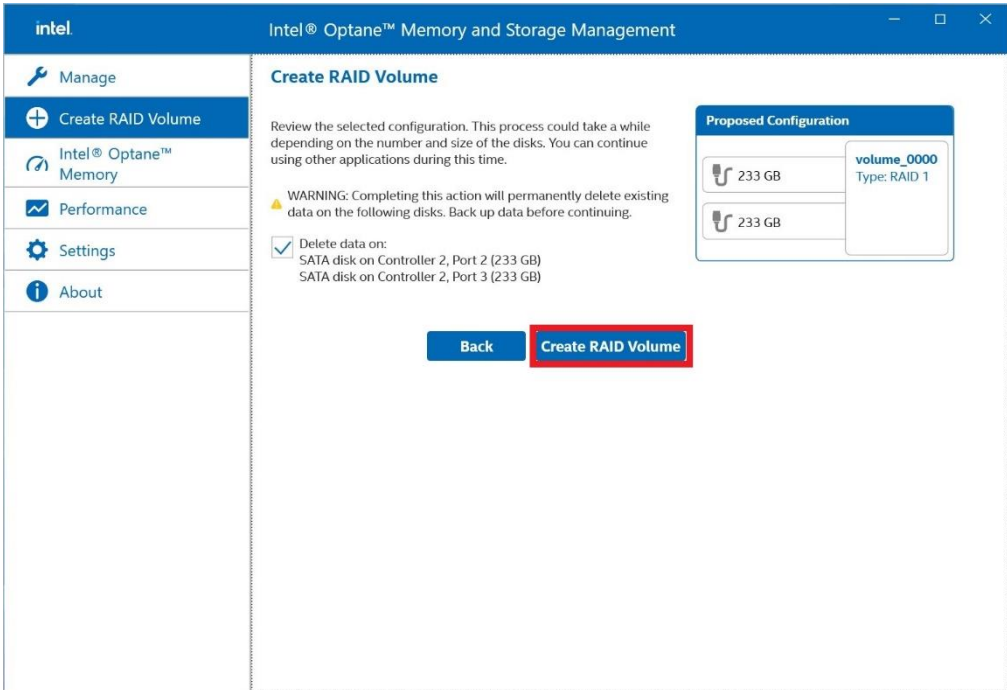 intel.
Intel® Optane™ Memory and Storage Management
Manage
Create RAID Volume
Intel® Optane™
Memory
Performance
Settings
About
Create RAID Volume
Review the selected configuration. This process could take a while
depending on the number and size of the disks. You can continue
using other applications during this time.
WARNING: Completing this action will permanently delete existing
data on the following disks. Back up data before continuing.
Delete data on:
SATA disk on Controller 2, Port 2 (233 GB)
SATA disk on Controller 2, Port 3 (233 GB)
Back
Create RAID Volume
Proposed Configuration
233 GB
233 GB
volume_0000
Type: RAID 1